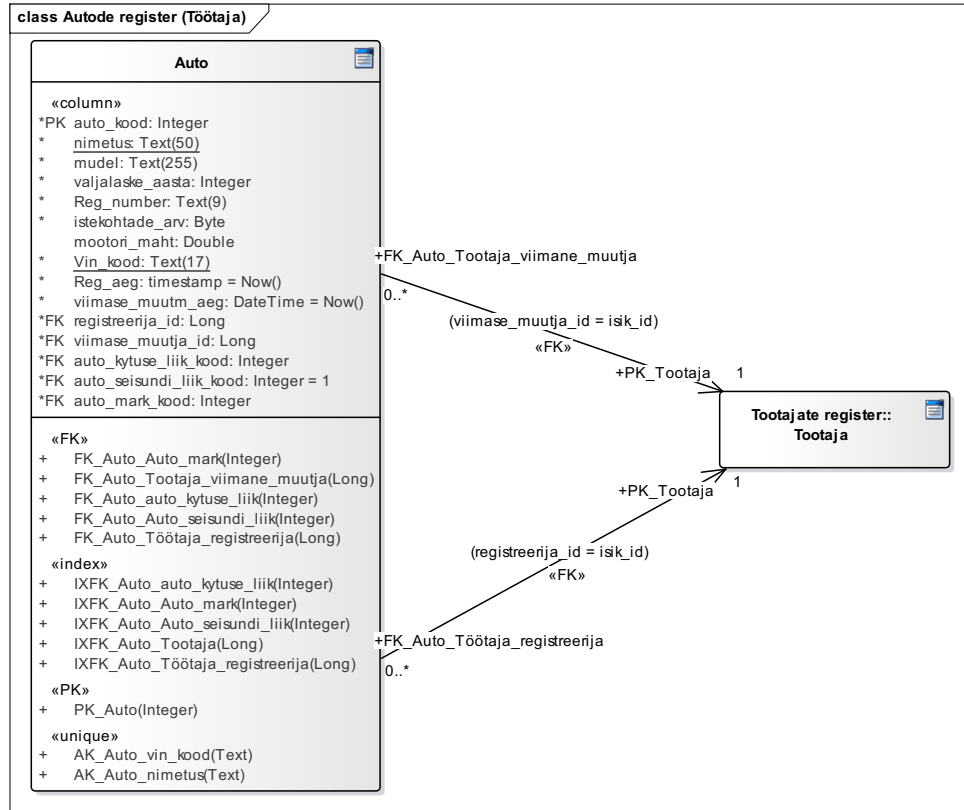 class Autode register (Töötaja)
Auto
«column»
*PK auto_kood: Integer
* nimetus: Text(50)
* mudel: Text(255)
* valjalaske_aasta: Integer
* Reg_number: Text(9)
* istekohtade_arv: Byte
mootori_maht: Double
* Vin_kood: Text(17)
* Reg_aeg: timestamp = Now()
* viimase_muutm_aeg: DateTime = Now()
*FK registreerija_id: Long
*FK viimase_muutja_id: Long
*FK auto_kytuse_liik_kood: Integer
*FK auto_seisundi_liik_kood: Integer = 1
*FK auto_mark_kood: Integer
«FK»
+ FK_Auto_Auto_mark(Integer)
+ FK_Auto_Tootaja_viimane_muutja(Long)
+ FK_Auto_auto_kytuse_liik(Integer)
+ FK_Auto_Auto_seisundi_liik(Integer)
+ FK_Auto_Töötaja_registreerija(Long)
«index»
+ IXFK_Auto_auto_kytuse_liik(Integer)
+ IXFK_Auto_Auto_mark(Integer)
+ IXFK_Auto_Auto_seisundi_liik(Integer)
+ IXFK_Auto_Tootaja(Long)
+ IXFK_Auto_Töötaja_registreerija(Long)
«PK»
+ PK_Auto(Integer)
«unique»
+ AK_Auto_vin_kood(Text)
+ AK_Auto_nimetus(Text)
+FK_Auto_Tootaja_viimane_muutja
0..*
(viimase_muutja_id = isik_id)
«FK»
+PK_Tootaja 1
Tootajate register::
Tootaja
+PK_Tootaja 1
(registreerija_id = isik_id)
«FK»
+FK_Auto_Töötaja_registreerija
0..*